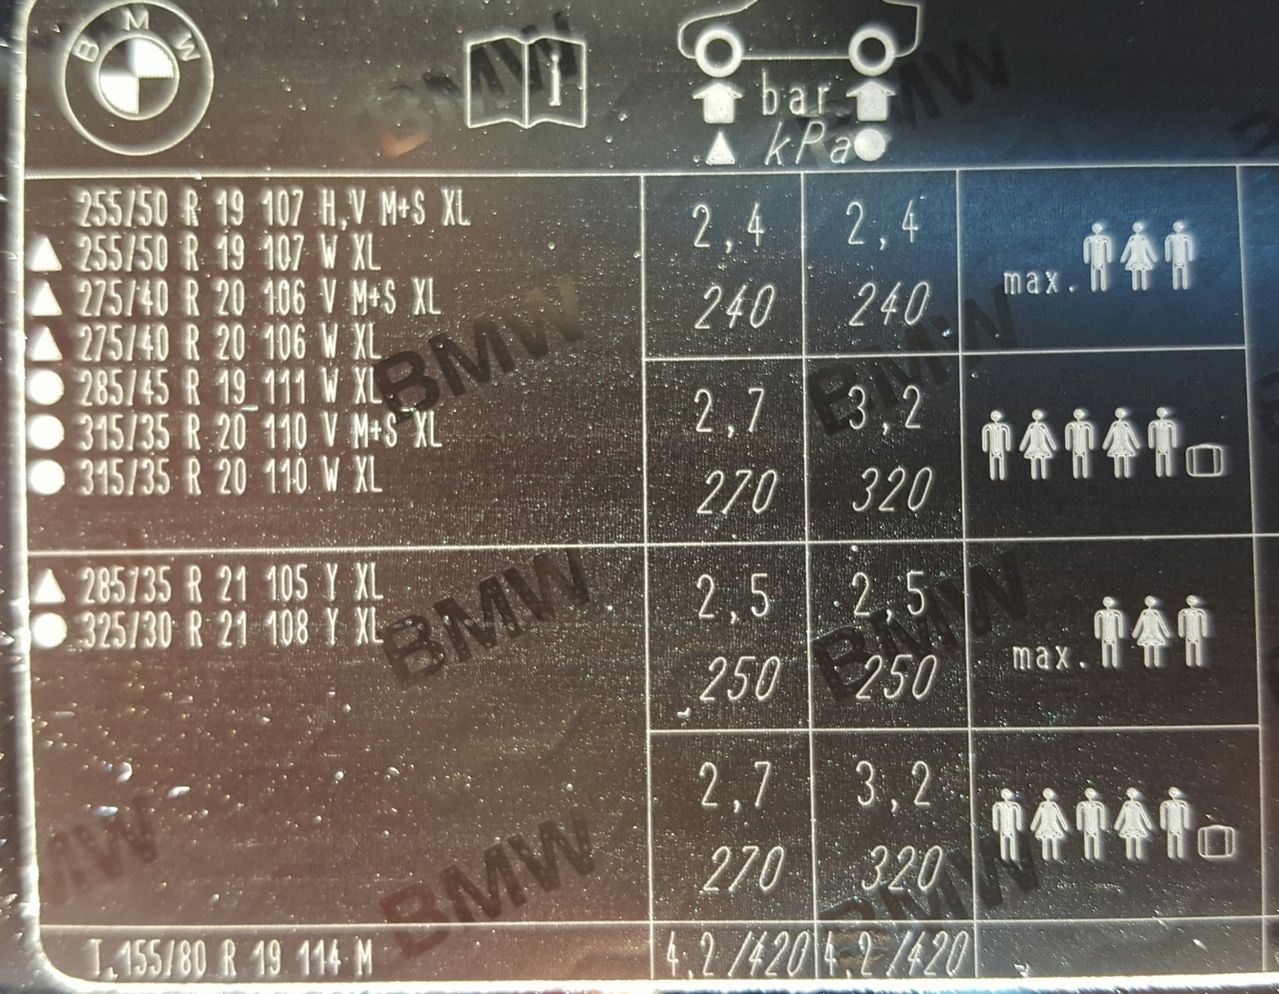 BMW
bar
kPa
255/50 R 19 107 H,V M+S XL
255/50 R 19 107 W XL
275/40 R 20 106 V M+S XL
275/40 R 20 106 W XL
285/45 R 19 111 W XL
315/35 R 20 110 V M+S XL
315/35 R 20 110 W XL
2,4 2,4
240 240
max.
2,7 3,2
270 320
285/35 R 21 105 Y XL
325/30 R 21 108 Y XL
2,5 2,5
250 250
max.
2,7 3,2
270 320
T.155/80 R 19 114 M 4,2/420 4,2/420
BMW
BMW
BMW
BMW
BMW
BMW
BMW
BMW